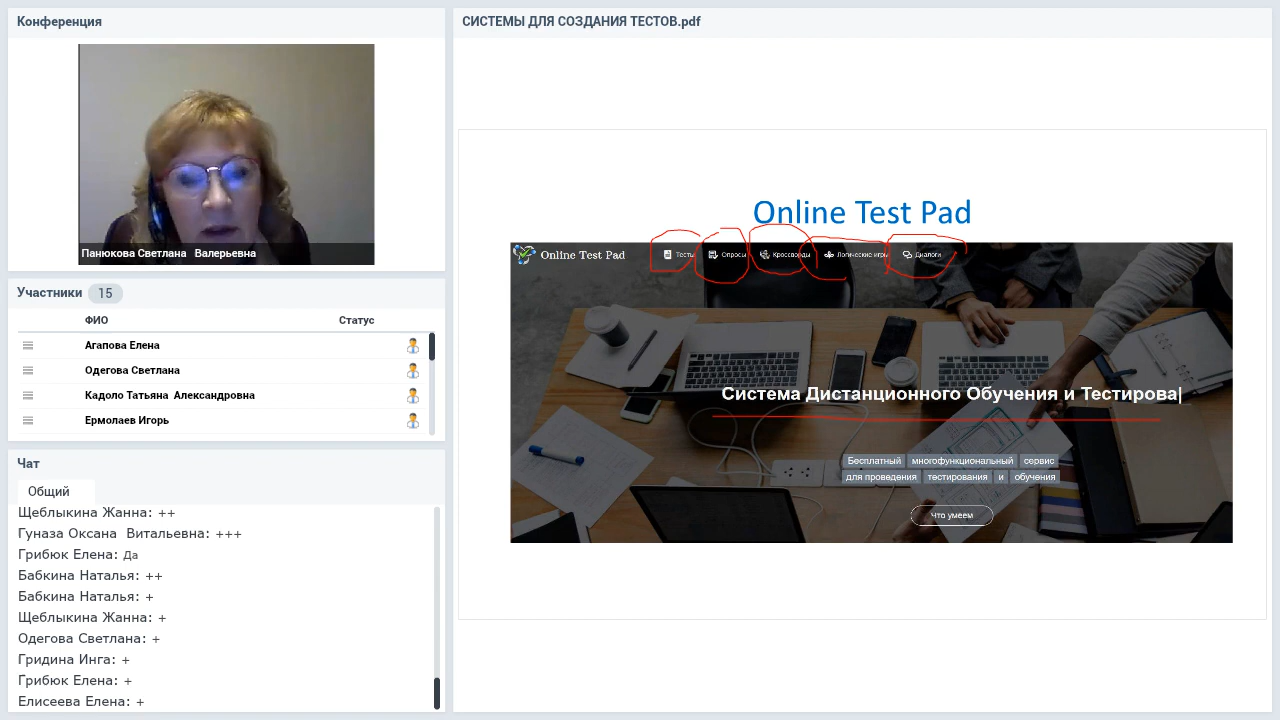 Конференция
Панюкова Светлана Валерьевна
Участники 15
ФИО Статус
Агапова Елена
Одегова Светлана
Кадоло Татьяна Александровна
Ермолаев Игорь
Чат
Общий
Щеблыкина Жанна: ++
Гуназа Оксана Витальевна: +++
Грибюк Елена: Да
Бабкина Наталья: ++
Бабкина Наталья: +
Щеблыкина Жанна: +
Одегова Светлана: +
Гридина Инга: +
Грибюк Елена: +
Елисеева Елена: +
СИСТЕМЫ ДЛЯ СОЗДАНИЯ ТЕСТОВ.pdf
Online Test Pad
Online Test Pad Тесты Опросы Кроссворды Логические игры Диалоги
Система Дистанционного Обучения и Тестирова|
Бесплатный многофункциональный сервис
для проведения тестирования и обучения
Что умеем